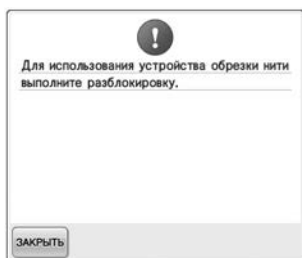 Для использования устройства обрезки нити
выполните разблокировку.
ЗАКРЫТЬ